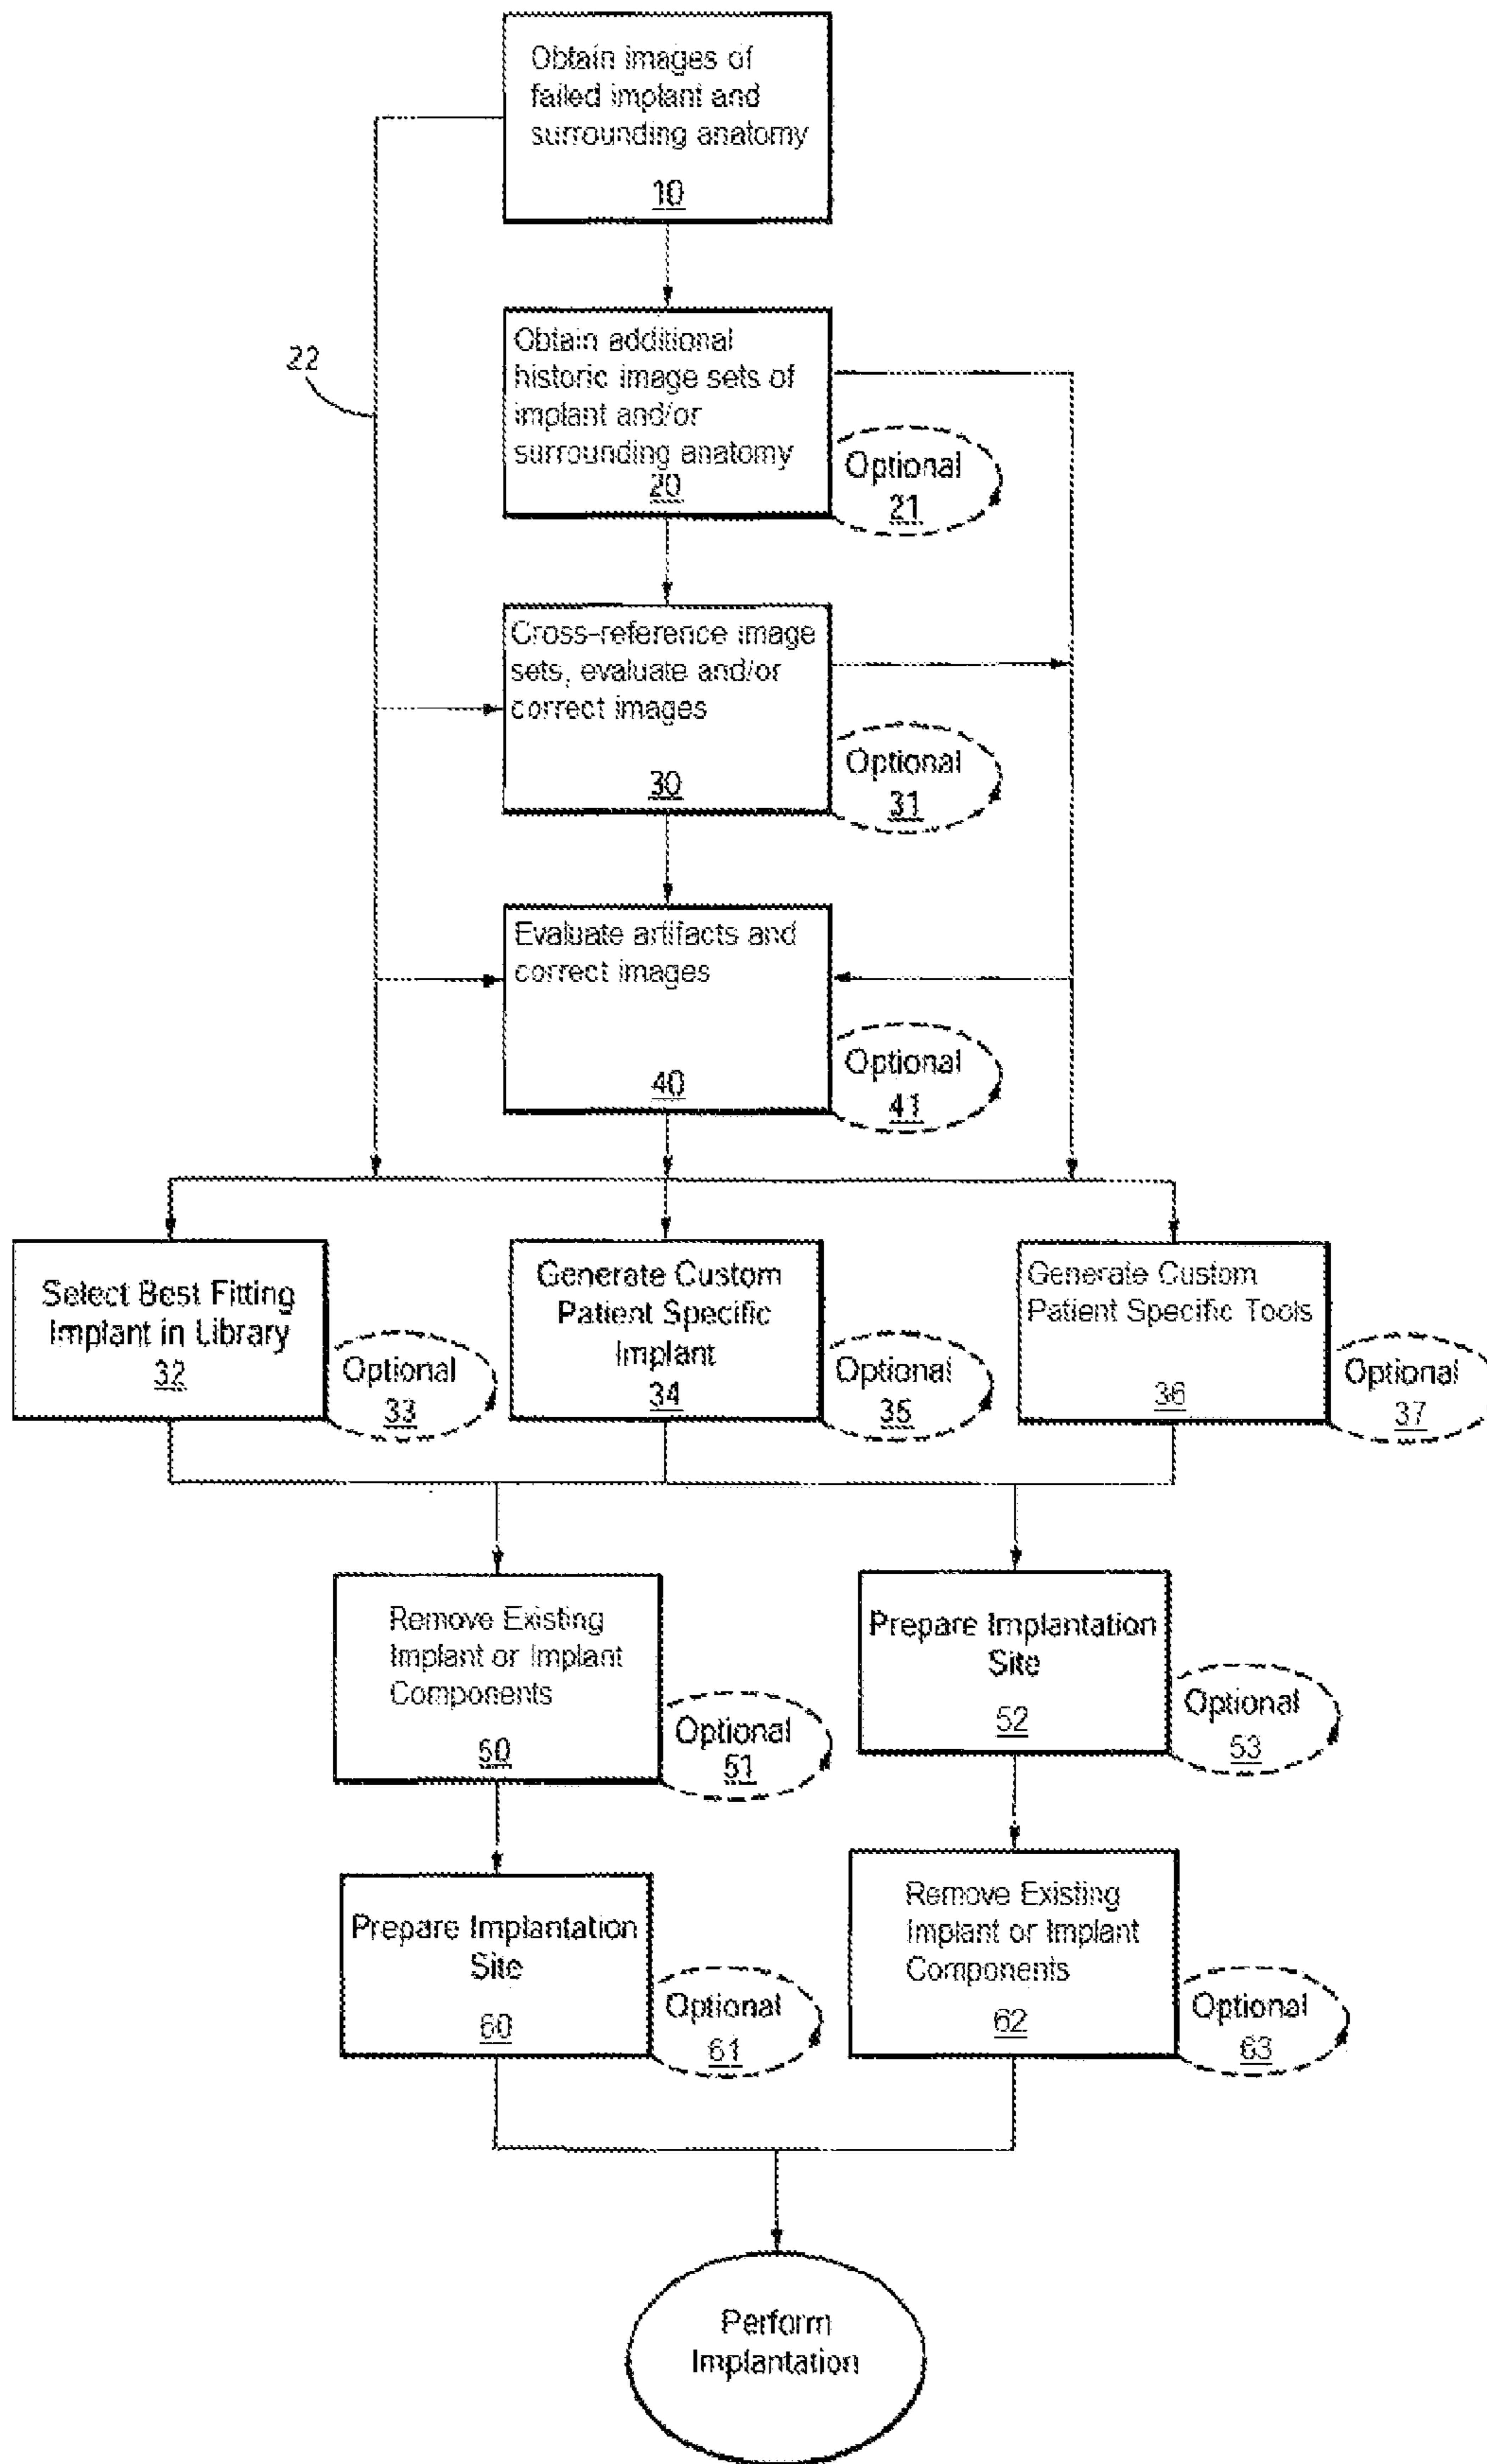 Obtain images of
failed implant and
surrounding anatomy
10
22
Obtain additional
historic image sets of
implant and/or
surrounding anatomy
20
Optional
21
Cross-reference image
sets, evaluate and/or
correct images
30
Optional
31
Evaluate artifacts and
correct images
40
Optional
41
Select Best Fitting
Implant in Library
32
Optional
33
Generate Custom
Patient Specific
Implant
34
Optional
35
Generate Custom
Patient Specific Tools
36
Optional
37
Remove Existing
Implant or Implant
Components
50
Optional
51
Prepare Implantation
Site
52
Optional
53
Prepare Implantation
Site
60
Optional
61
Remove Existing
Implant or Implant
Components
62
Optional
63
Perform
Implantation